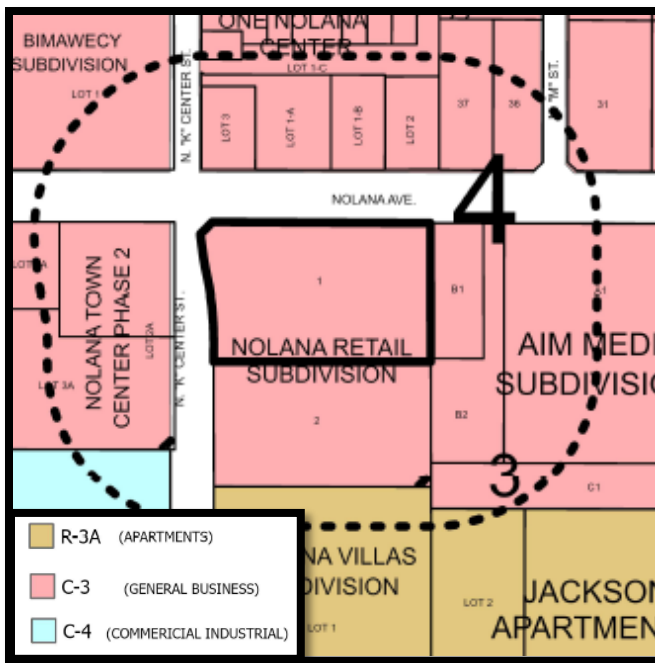 ONE NOLANA
CENTER
BIMAWECY
SUBDIVISION
LOT 1
LOT 1-C
N. "K" CENTER ST.
N. "M" ST.
LOT 3
LOT 1-A
LOT 1-B
LOT 2
37
36
31
NOLANA AVE.
4
NOLANA TOWN
CENTER PHASE 2
LOT 2A
LOT 3A
N. "K" CENTER ST.
1
NOLANA RETAIL
SUBDIVISION
2
B1
B2
AIM MEDI
SUBDIVISIO
3
C1
NA VILLAS
DIVISION
LOT 1
LOT 2
JACKSON
APARTMEN
R-3A (APARTMENTS)
C-3 (GENERAL BUSINESS)
C-4 (COMMERICIAL INDUSTRIAL)